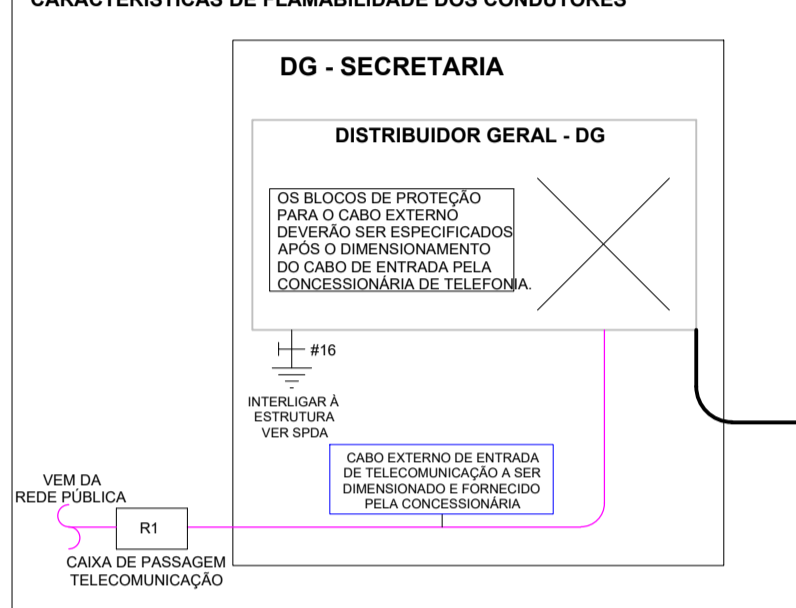 CARACTERÍSTICAS DE FLAMABILIDADE DOS CONDUTORES
DG - SECRETARIA
DISTRIBUIDOR GERAL - DG
OS BLOCOS DE PROTEÇÃO
PARA O CABO EXTERNO
DEVERÃO SER ESPECIFICADOS
APÓS O DIMENSIONAMENTO
DO CABO DE ENTRADA PELA
CONCESSIONÁRIA DE TELEFONIA.
#16
INTERLIGAR À
ESTRUTURA
VER SPDA
CABO EXTERNO DE ENTRADA
DE TELECOMUNICAÇÃO A SER
DIMENSIONADO E FORNECIDO
PELA CONCESSIONÁRIA
VEM DA
REDE PÚBLICA
R1
CAIXA DE PASSAGEM
TELECOMUNICAÇÃO